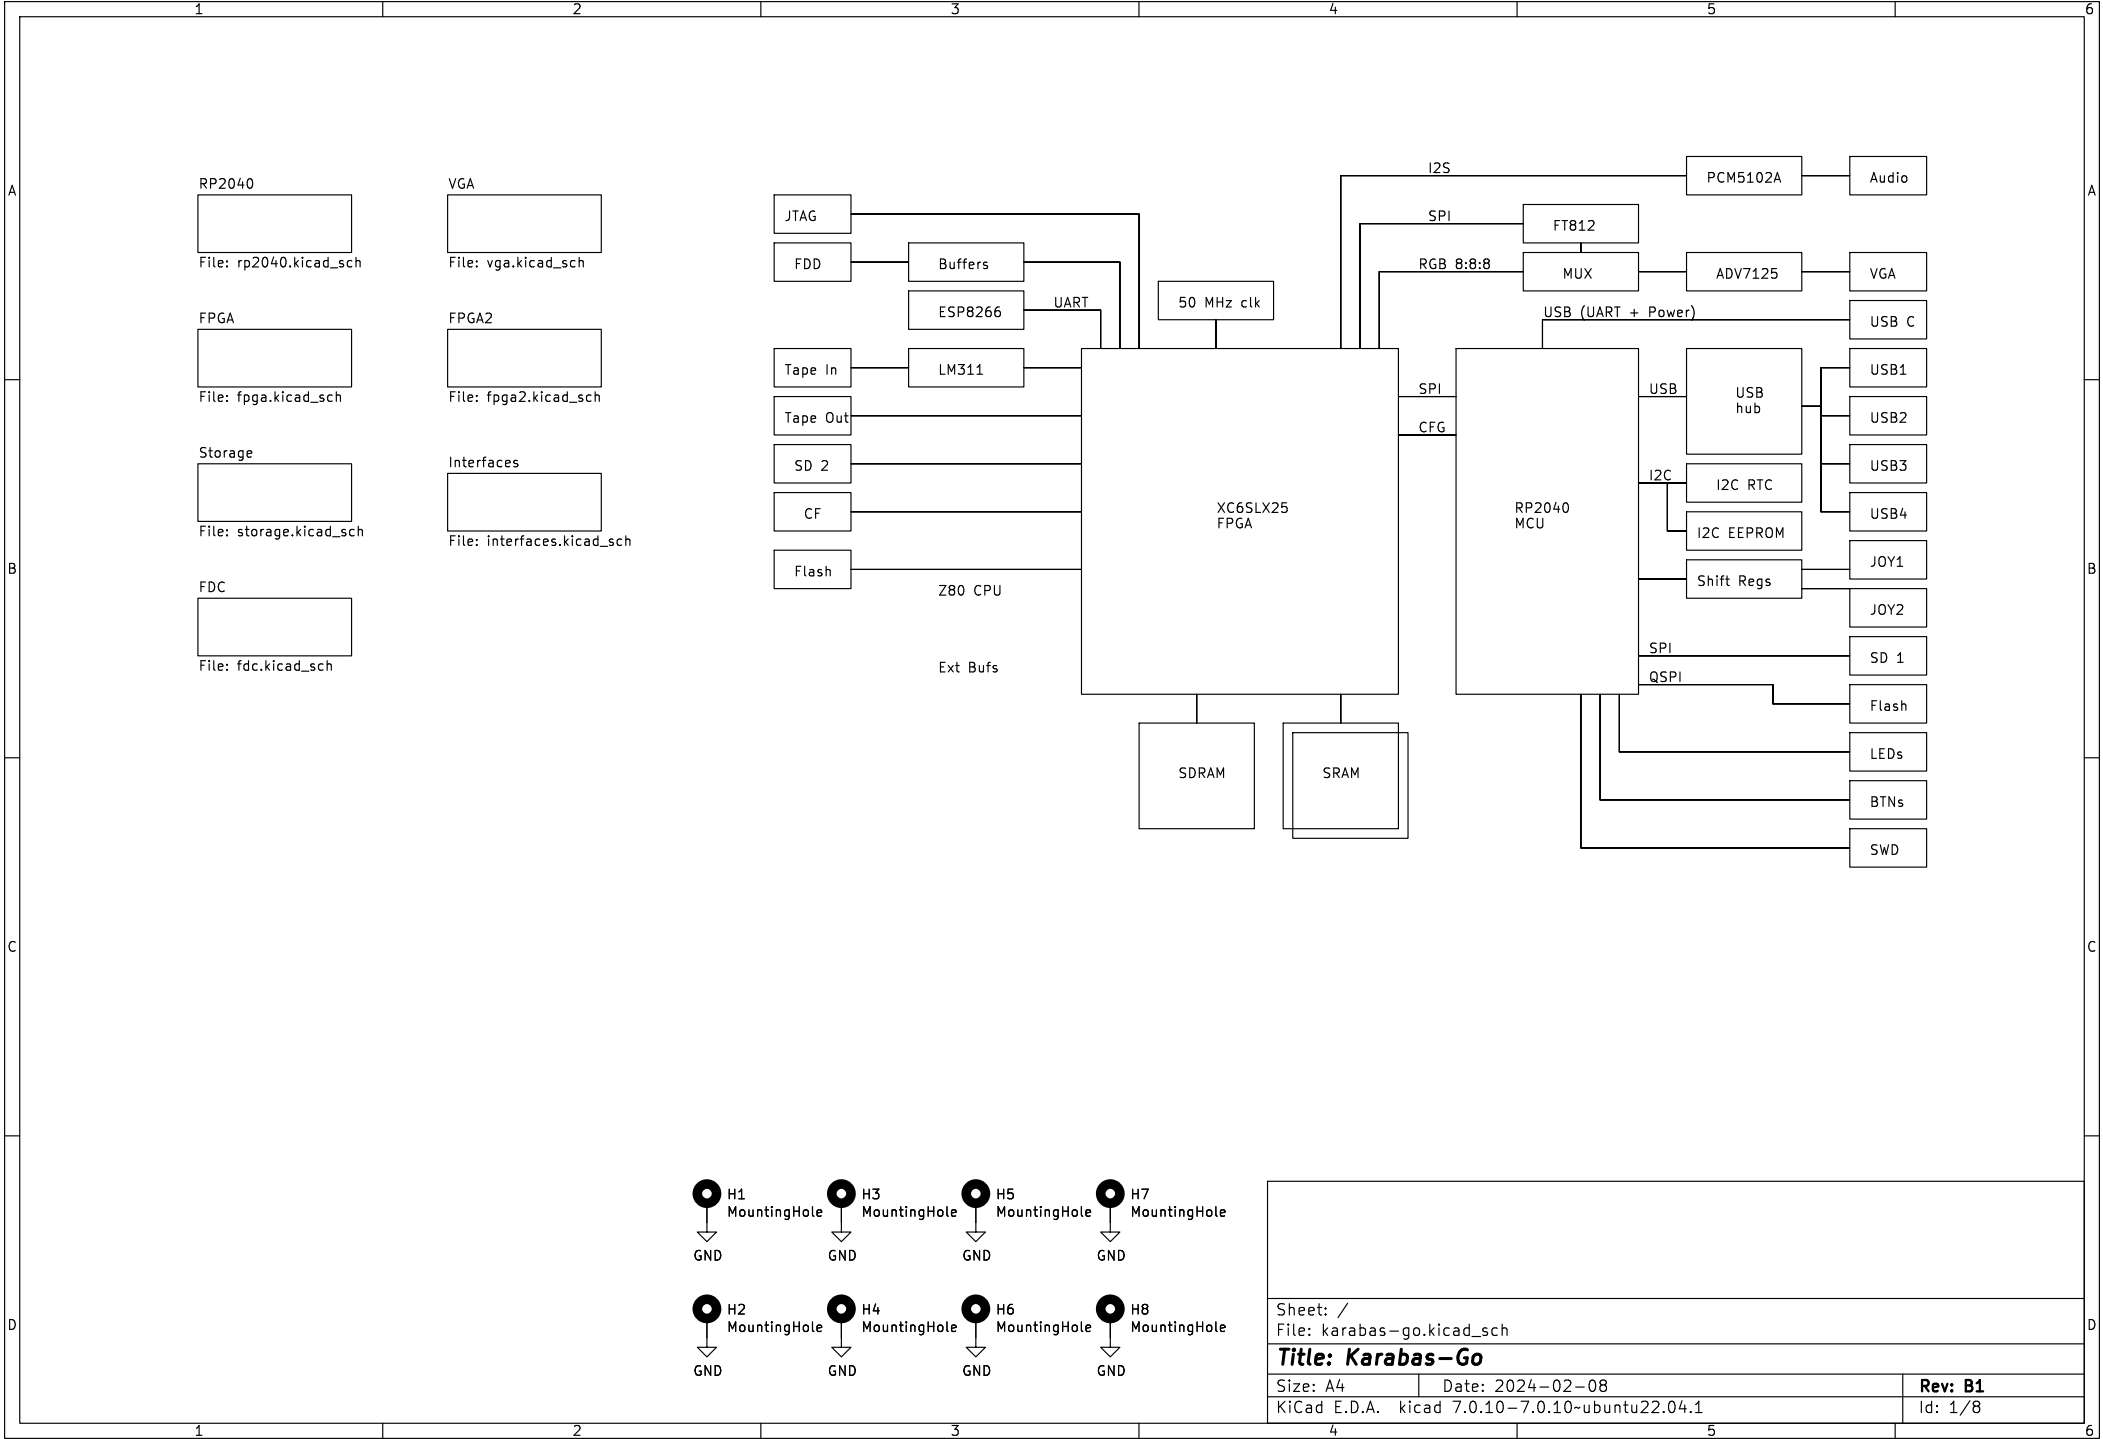 1 2 3 4 5 6
A
B
C
D
RP2040
File: rp2040.kicad_sch
VGA
File: vga.kicad_sch
FPGA
File: fpga.kicad_sch
FPGA2
File: fpga2.kicad_sch
Storage
File: storage.kicad_sch
Interfaces
File: interfaces.kicad_sch
FDC
File: fdc.kicad_sch
JTAG
FDD
Buffers
ESP8266
UART
Tape In
LM311
Tape Out
SD 2
CF
Flash
Z80 CPU
Ext Bufs
50 MHz clk
XC6SLX25
FPGA
SDRAM
SRAM
I2S
PCM5102A
Audio
SPI
FT812
RGB 8:8:8
MUX
ADV7125
VGA
USB (UART + Power)
USB C
SPI
CFG
RP2040
MCU
USB
USB
hub
USB1
USB2
USB3
USB4
I2C
I2C RTC
I2C EEPROM
Shift Regs
JOY1
JOY2
SPI
SD 1
QSPI
Flash
LEDs
BTNs
SWD
H1
MountingHole
GND
H3
MountingHole
GND
H5
MountingHole
GND
H7
MountingHole
GND
H2
MountingHole
GND
H4
MountingHole
GND
H6
MountingHole
GND
H8
MountingHole
GND
Sheet: /
File: karabas-go.kicad_sch
Title: Karabas-Go
Size: A4 Date: 2024-02-08 Rev: B1
KiCad E.D.A. kicad 7.0.10-7.0.10~ubuntu22.04.1 Id: 1/8
A
B
C
D
1 2 3 4 5 6